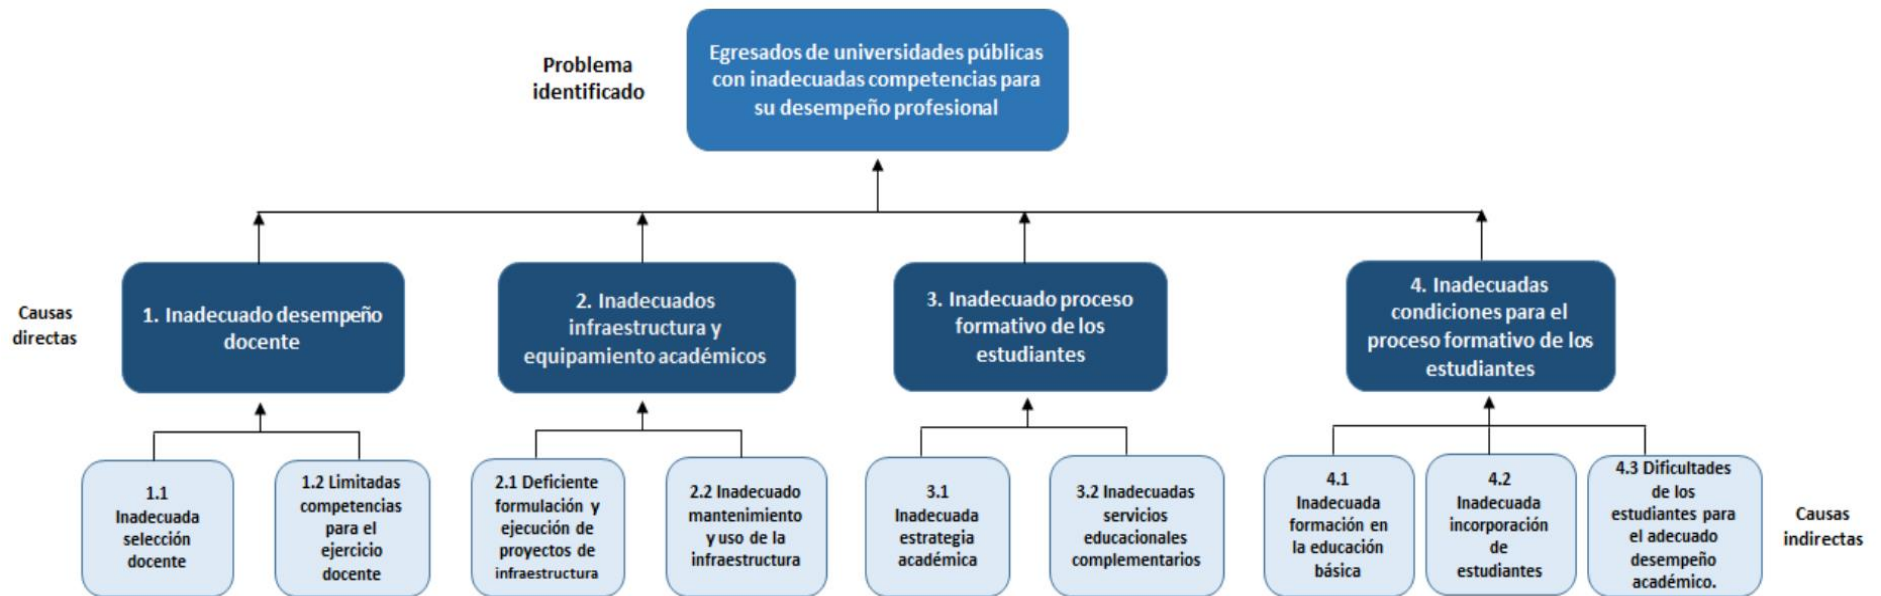 Problema
identificado
Egresados de universidades públicas
con inadecuadas competencias para
su desempeño profesional
Causas
directas
1. Inadecuado desempeño
docente
2. Inadecuados
infraestructura y
equipamiento académicos
3. Inadecuado proceso
formativo de los
estudiantes
4. Inadecuadas
condiciones para el
proceso formativo de los
estudiantes
1.1
Inadecuada
selección
docente
1.2 Limitadas
competencias
para el
ejercicio
docente
2.1 Deficiente
formulación y
ejecución de
proyectos de
infraestructura
2.2 Inadecuado
mantenimiento
y uso de la
infraestructura
3.1
Inadecuada
estrategia
académica
3.2 Inadecuadas
servicios
educacionales
complementarios
4.1
Inadecuada
formación en
la educación
básica
4.2
Inadecuada
incorporación
de
estudiantes
4.3 Dificultades
de los
estudiantes para
el adecuado
desempeño
académico.
Causas
indirectas